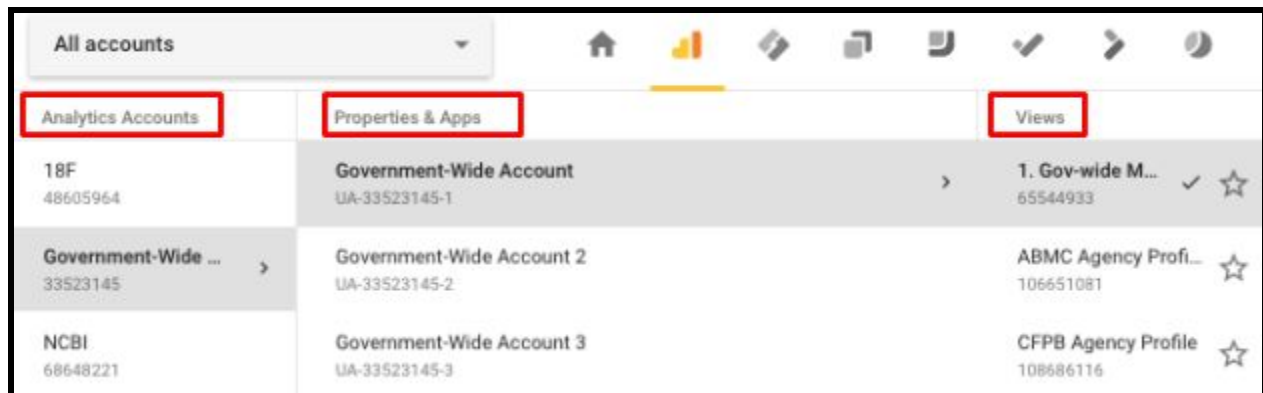 All accounts
Analytics Accounts
Properties & Apps
Views
18F
48605964
Government-Wide Account
UA-33523145-1
1. Gov-wide M...
65544933
Government-Wide ...
33523145
Government-Wide Account 2
UA-33523145-2
ABMC Agency Profi...
106651081
NCBI
68648221
Government-Wide Account 3
UA-33523145-3
CFPB Agency Profile
108686116